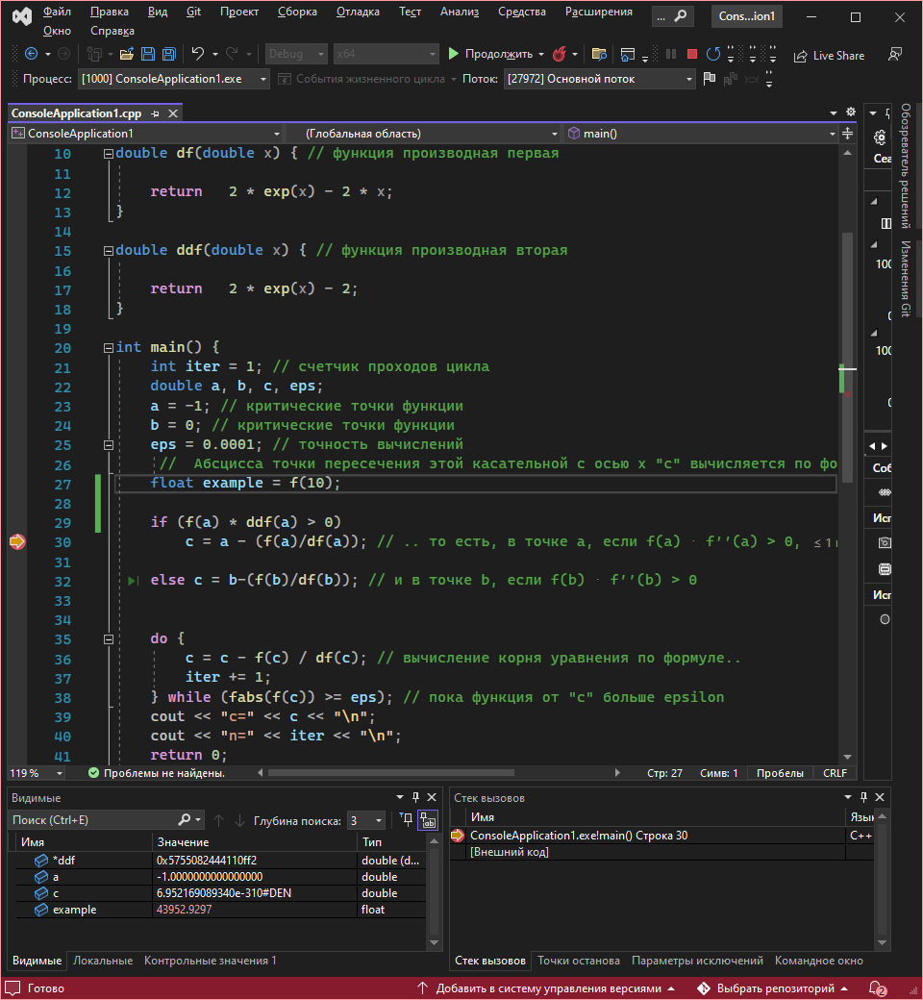 Файл Правка Вид Git Проект Сборка Отладка Тест Анализ Средства Расширения ... Cons...ion1
Окно Справка
Debug x64 Продолжить Live Share
Процесс: [1000] ConsoleApplication1.exe События жизненного цикла Поток: [27972] Основной поток
ConsoleApplication1.cpp
ConsoleApplication1 (Глобальная область) main()
10 double df(double x) { // функция производная первая
11
12 return 2 * exp(x) - 2 * x;
13 }
14
15 double ddf(double x) { // функция производная вторая
16
17 return 2 * exp(x) - 2;
18 }
19
20 int main() {
21 int iter = 1; // счетчик проходов цикла
22 double a, b, c, eps;
23 a = -1; // критические точки функции
24 b = 0; // критические точки функции
25 eps = 0.0001; // точность вычислений
26 // Абсцисса точки пересечения этой касательной с осью x "c" вычисляется по фо
27 float example = f(10);
28
29 if (f(a) * ddf(a) > 0)
30 c = a - (f(a)/df(a)); // .. то есть, в точке a, если f(a) · f′′(a) > 0, ≤ 1
31
32 else c = b-(f(b)/df(b)); // и в точке b, если f(b) · f′′(b) > 0
33
34
35 do {
36 c = c - f(c) / df(c); // вычисление корня уравнения по формуле..
37 iter += 1;
38 } while (fabs(f(c)) >= eps); // пока функция от "c" больше epsilon
39 cout << "c=" << c << "\n";
40 cout << "n=" << iter << "\n";
41 return 0;
Обозреватель решений
Изменения Git
Сеа
100
0
100
0
Соб
Исп
Исп
119 % Проблемы не найдены. Стр: 27 Симв: 1 Пробелы CRLF
Видимые
Поиск (Ctrl+E) Глубина поиска: 3
Имя Значение Тип
*ddf 0x5755082444110ff2 double (d...
a -1.0000000000000000 double
c 6.952169089340e-310#DEN double
example 43952.9297 float
Видимые Локальные Контрольные значения 1
Стек вызовов
Имя Язык
ConsoleApplication1.exe!main() Строка 30 C++
[Внешний код]
Стек вызовов Точки останова Параметры исключений Командное окно
Готово Добавить в систему управления версиями Выбрать репозиторий 2